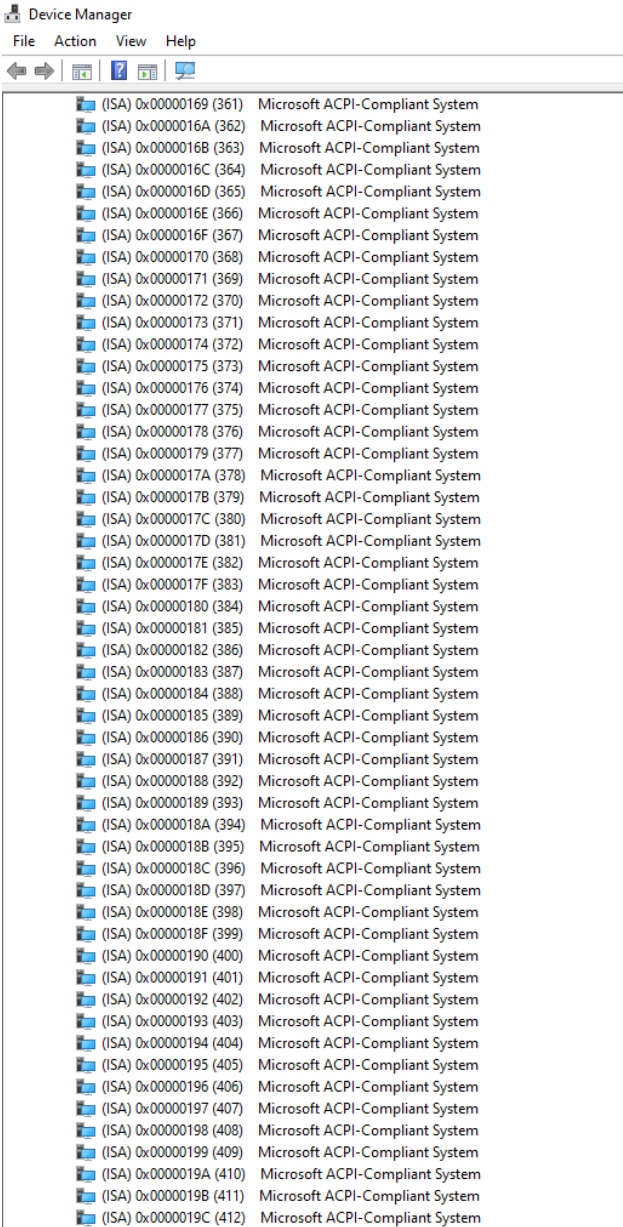 Device Manager
File Action View Help
(ISA) 0x00000169 (361) Microsoft ACPI-Compliant System
(ISA) 0x0000016A (362) Microsoft ACPI-Compliant System
(ISA) 0x0000016B (363) Microsoft ACPI-Compliant System
(ISA) 0x0000016C (364) Microsoft ACPI-Compliant System
(ISA) 0x0000016D (365) Microsoft ACPI-Compliant System
(ISA) 0x0000016E (366) Microsoft ACPI-Compliant System
(ISA) 0x0000016F (367) Microsoft ACPI-Compliant System
(ISA) 0x00000170 (368) Microsoft ACPI-Compliant System
(ISA) 0x00000171 (369) Microsoft ACPI-Compliant System
(ISA) 0x00000172 (370) Microsoft ACPI-Compliant System
(ISA) 0x00000173 (371) Microsoft ACPI-Compliant System
(ISA) 0x00000174 (372) Microsoft ACPI-Compliant System
(ISA) 0x00000175 (373) Microsoft ACPI-Compliant System
(ISA) 0x00000176 (374) Microsoft ACPI-Compliant System
(ISA) 0x00000177 (375) Microsoft ACPI-Compliant System
(ISA) 0x00000178 (376) Microsoft ACPI-Compliant System
(ISA) 0x00000179 (377) Microsoft ACPI-Compliant System
(ISA) 0x0000017A (378) Microsoft ACPI-Compliant System
(ISA) 0x0000017B (379) Microsoft ACPI-Compliant System
(ISA) 0x0000017C (380) Microsoft ACPI-Compliant System
(ISA) 0x0000017D (381) Microsoft ACPI-Compliant System
(ISA) 0x0000017E (382) Microsoft ACPI-Compliant System
(ISA) 0x0000017F (383) Microsoft ACPI-Compliant System
(ISA) 0x00000180 (384) Microsoft ACPI-Compliant System
(ISA) 0x00000181 (385) Microsoft ACPI-Compliant System
(ISA) 0x00000182 (386) Microsoft ACPI-Compliant System
(ISA) 0x00000183 (387) Microsoft ACPI-Compliant System
(ISA) 0x00000184 (388) Microsoft ACPI-Compliant System
(ISA) 0x00000185 (389) Microsoft ACPI-Compliant System
(ISA) 0x00000186 (390) Microsoft ACPI-Compliant System
(ISA) 0x00000187 (391) Microsoft ACPI-Compliant System
(ISA) 0x00000188 (392) Microsoft ACPI-Compliant System
(ISA) 0x00000189 (393) Microsoft ACPI-Compliant System
(ISA) 0x0000018A (394) Microsoft ACPI-Compliant System
(ISA) 0x0000018B (395) Microsoft ACPI-Compliant System
(ISA) 0x0000018C (396) Microsoft ACPI-Compliant System
(ISA) 0x0000018D (397) Microsoft ACPI-Compliant System
(ISA) 0x0000018E (398) Microsoft ACPI-Compliant System
(ISA) 0x0000018F (399) Microsoft ACPI-Compliant System
(ISA) 0x00000190 (400) Microsoft ACPI-Compliant System
(ISA) 0x00000191 (401) Microsoft ACPI-Compliant System
(ISA) 0x00000192 (402) Microsoft ACPI-Compliant System
(ISA) 0x00000193 (403) Microsoft ACPI-Compliant System
(ISA) 0x00000194 (404) Microsoft ACPI-Compliant System
(ISA) 0x00000195 (405) Microsoft ACPI-Compliant System
(ISA) 0x00000196 (406) Microsoft ACPI-Compliant System
(ISA) 0x00000197 (407) Microsoft ACPI-Compliant System
(ISA) 0x00000198 (408) Microsoft ACPI-Compliant System
(ISA) 0x00000199 (409) Microsoft ACPI-Compliant System
(ISA) 0x0000019A (410) Microsoft ACPI-Compliant System
(ISA) 0x0000019B (411) Microsoft ACPI-Compliant System
(ISA) 0x0000019C (412) Microsoft ACPI-Compliant System